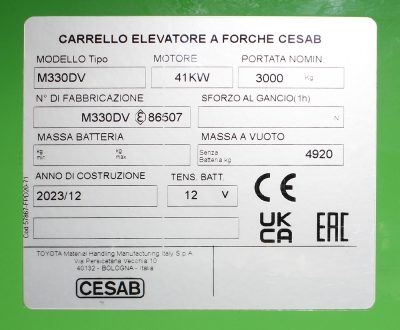 CARRELLO ELEVATORE A FORCHE CESAB
MODELLO Tipo MOTORE PORTATA NOMIN
M330DV 41KW 3000 Kg
N° DI FABBRICAZIONE SFORZO AL GANCIO(1h)
M330DV E 86507 N
MASSA BATTERIA MASSA A VUOTO
kg min kg max Senza Batteria kg 4920
ANNO DI COSTRUZIONE TENS. BATT.
2023/12 12 V
CE
UK CA EAC
TOYOTA Material Handling Manufacturing Italy S.p.A
Via Persicetana Vecchia 10
40132 - BOLOGNA - Italia
CESAB